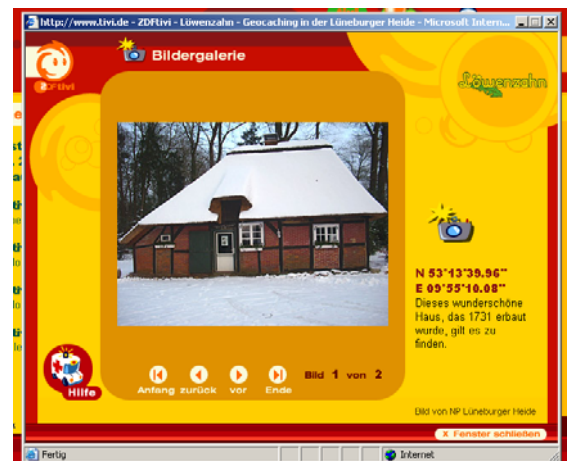 http://www.tivi.de - ZDFtivi - Löwenzahn - Geocaching in der Lüneburger Heide - Microsoft Intern...
Bildergalerie
ZDFtivi
Löwenzahn
N 53°13'39.96"
E 09°55'10.08"
Dieses wunderschöne
Haus, das 1731 erbaut
wurde, gilt es zu
finden.
Anfang zurück vor Ende
Bild 1 von 2
Hilfe
Bild von NP Lüneburger Heide
x Fenster schließen
Fertig
Internet